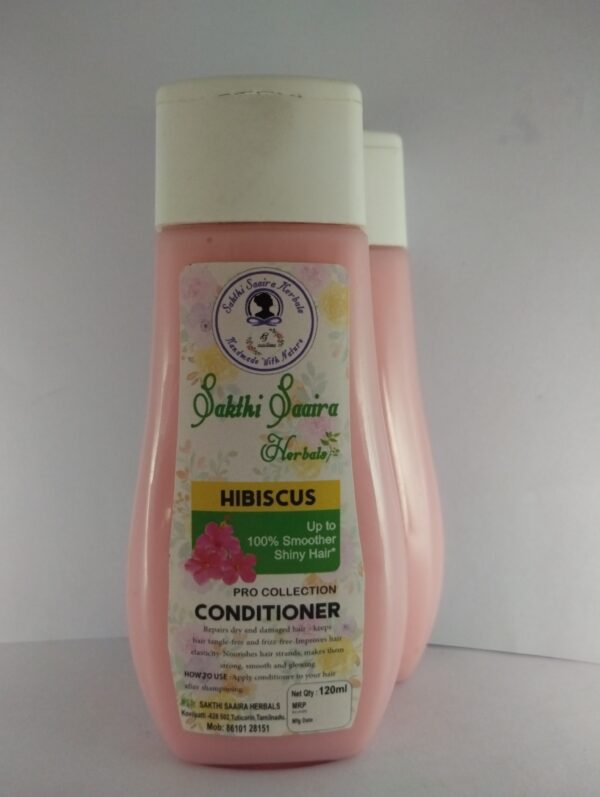 Sakthi Saaira Herbals
Handmade With Nature
Sakthi Saaira
Herbals
HIBISCUS
Up to
100% Smoother
Shiny Hair*
PRO COLLECTION
CONDITIONER
Repairs dry and damaged hair - keeps
hair tangle-free and frizz-free-Improves hair
elasticity-Nourishes hair strands, makes them
strong, smooth and glowing
HOW TO USE -Apply conditioner to your hair
after shampooing.
SAKTHI SAAIRA HERBALS
Kovilpatti -628 502,Tuticorin,Tamilnadu.
Mob: 86101 28151
Net Qty : 120ml
MRP
Mfg Date